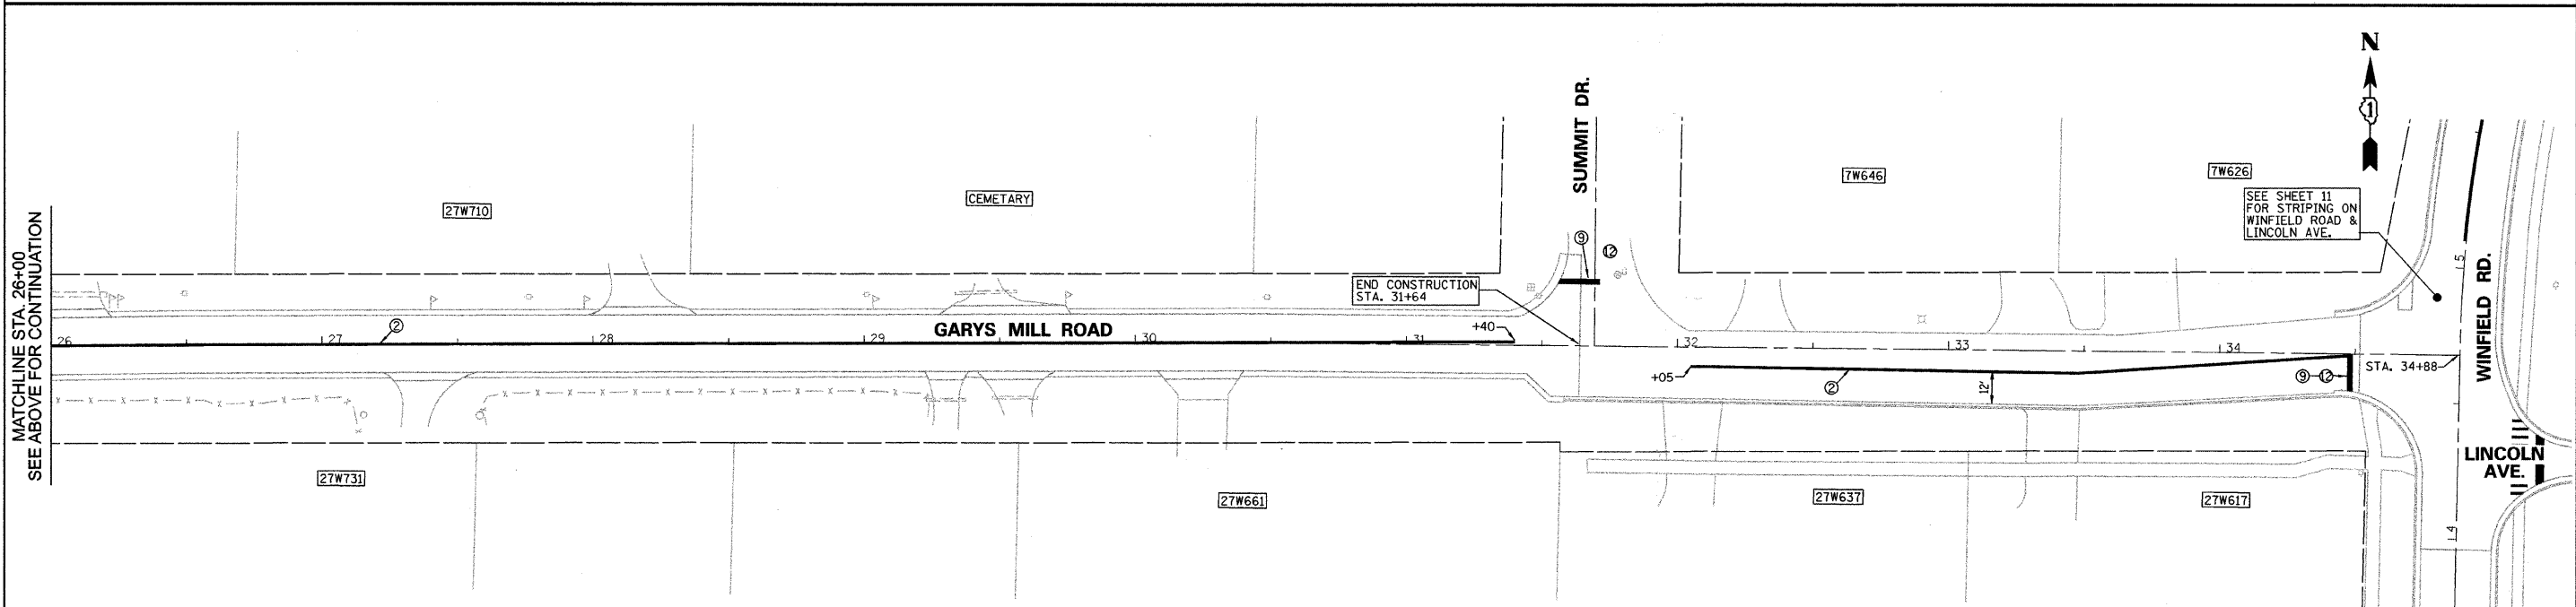 N
1
SUMMIT DR.
7W646
7W626
CEMETARY
27W710
SEE SHEET 11
FOR STRIPING ON
WINFIELD ROAD &
LINCOLN AVE.
MATCHLINE STA. 26+00
SEE ABOVE FOR CONTINUATION
9
12
15
WINFIELD RD.
END CONSTRUCTION
STA. 31+64
2
GARYS MILL ROAD
+40
26
27
28
29
30
31
32
33
34
+05
2
12'
9
12
STA. 34+88
LINCOLN
AVE.
27W731
27W661
27W637
27W617
14